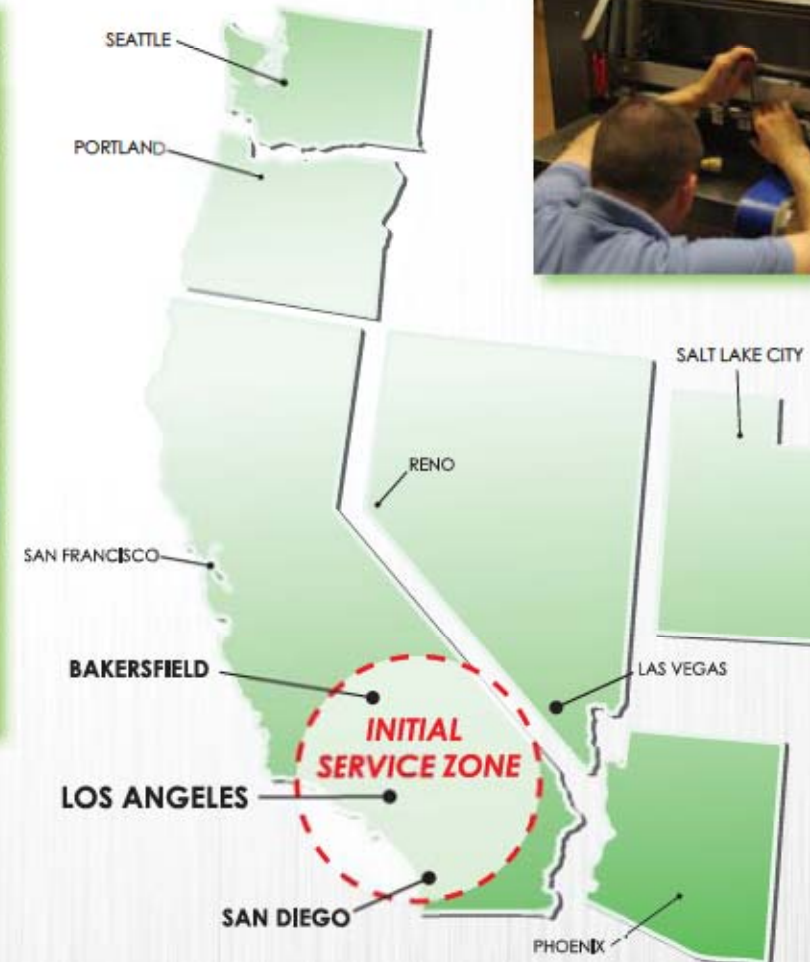 SEATTLE
PORTLAND
SALT LAKE CITY
RENO
SAN FRANCISCO
BAKERSFIELD
LAS VEGAS
INITIAL
SERVICE ZONE
LOS ANGELES
SAN DIEGO
PHOENIX